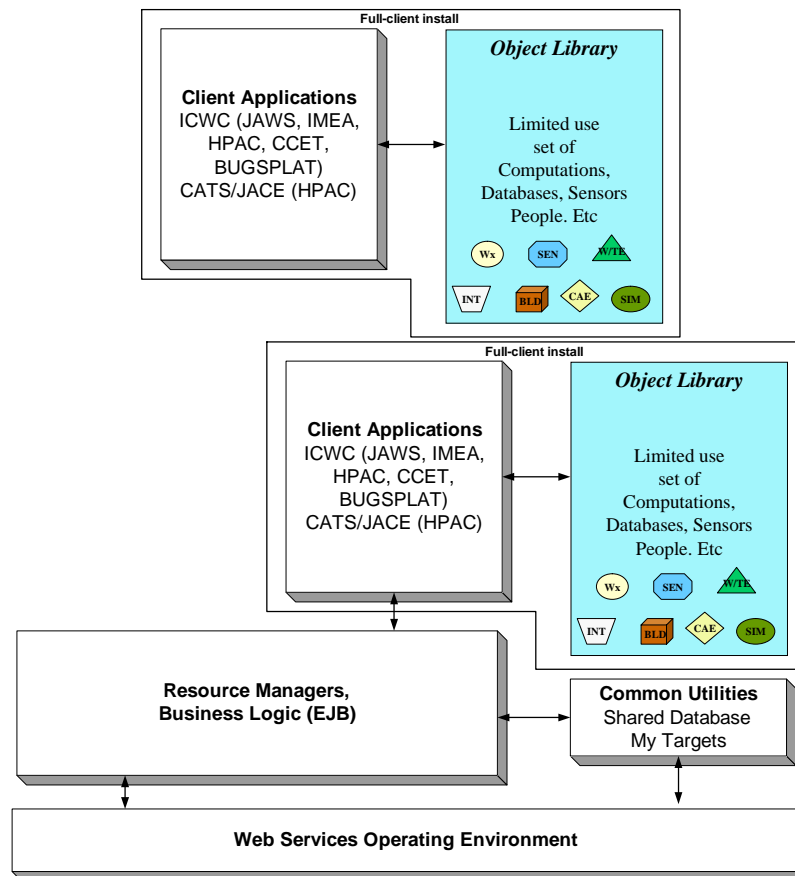 Full-client install
Client Applications
ICWC (JAWS, IMEA,
HPAC, CCET,
BUGSPLAT)
CATS/JACE (HPAC)
Object Library
Limited use
set of
Computations,
Databases, Sensors
People. Etc
Wx
SEN
W/TE
INT
BLD
CAE
SIM
Full-client install
Client Applications
ICWC (JAWS, IMEA,
HPAC, CCET,
BUGSPLAT)
CATS/JACE (HPAC)
Object Library
Limited use
set of
Computations,
Databases, Sensors
People. Etc
Wx
SEN
W/TE
INT
BLD
CAE
SIM
Resource Managers,
Business Logic (EJB)
Common Utilities
Shared Database
My Targets
Web Services Operating Environment